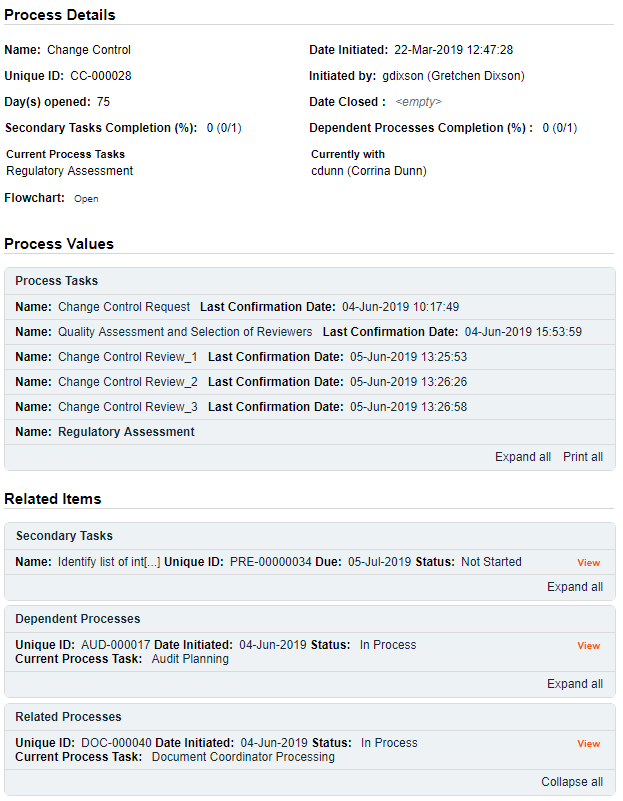 Process Details
Name: Change Control Date Initiated: 22-Mar-2019 12:47:28
Unique ID: CC-000028 Initiated by: gdixson (Gretchen Dixson)
Day(s) opened: 75 Date Closed : <empty>
Secondary Tasks Completion (%): 0 (0/1) Dependent Processes Completion (%) : 0 (0/1)
Current Process Tasks Currently with
Regulatory Assessment cdunn (Corrina Dunn)
Flowchart: Open
Process Values
Process Tasks
Name: Change Control Request Last Confirmation Date: 04-Jun-2019 10:17:49
Name: Quality Assessment and Selection of Reviewers Last Confirmation Date: 04-Jun-2019 15:53:59
Name: Change Control Review_1 Last Confirmation Date: 05-Jun-2019 13:25:53
Name: Change Control Review_2 Last Confirmation Date: 05-Jun-2019 13:26:26
Name: Change Control Review_3 Last Confirmation Date: 05-Jun-2019 13:26:58
Name: Regulatory Assessment
Expand all Print all
Related Items
Secondary Tasks
Name: Identify list of int[...] Unique ID: PRE-00000034 Due: 05-Jul-2019 Status: Not Started View
Expand all
Dependent Processes
Unique ID: AUD-000017 Date Initiated: 04-Jun-2019 Status: In Process View
Current Process Task: Audit Planning
Expand all
Related Processes
Unique ID: DOC-000040 Date Initiated: 04-Jun-2019 Status: In Process View
Current Process Task: Document Coordinator Processing
Collapse all